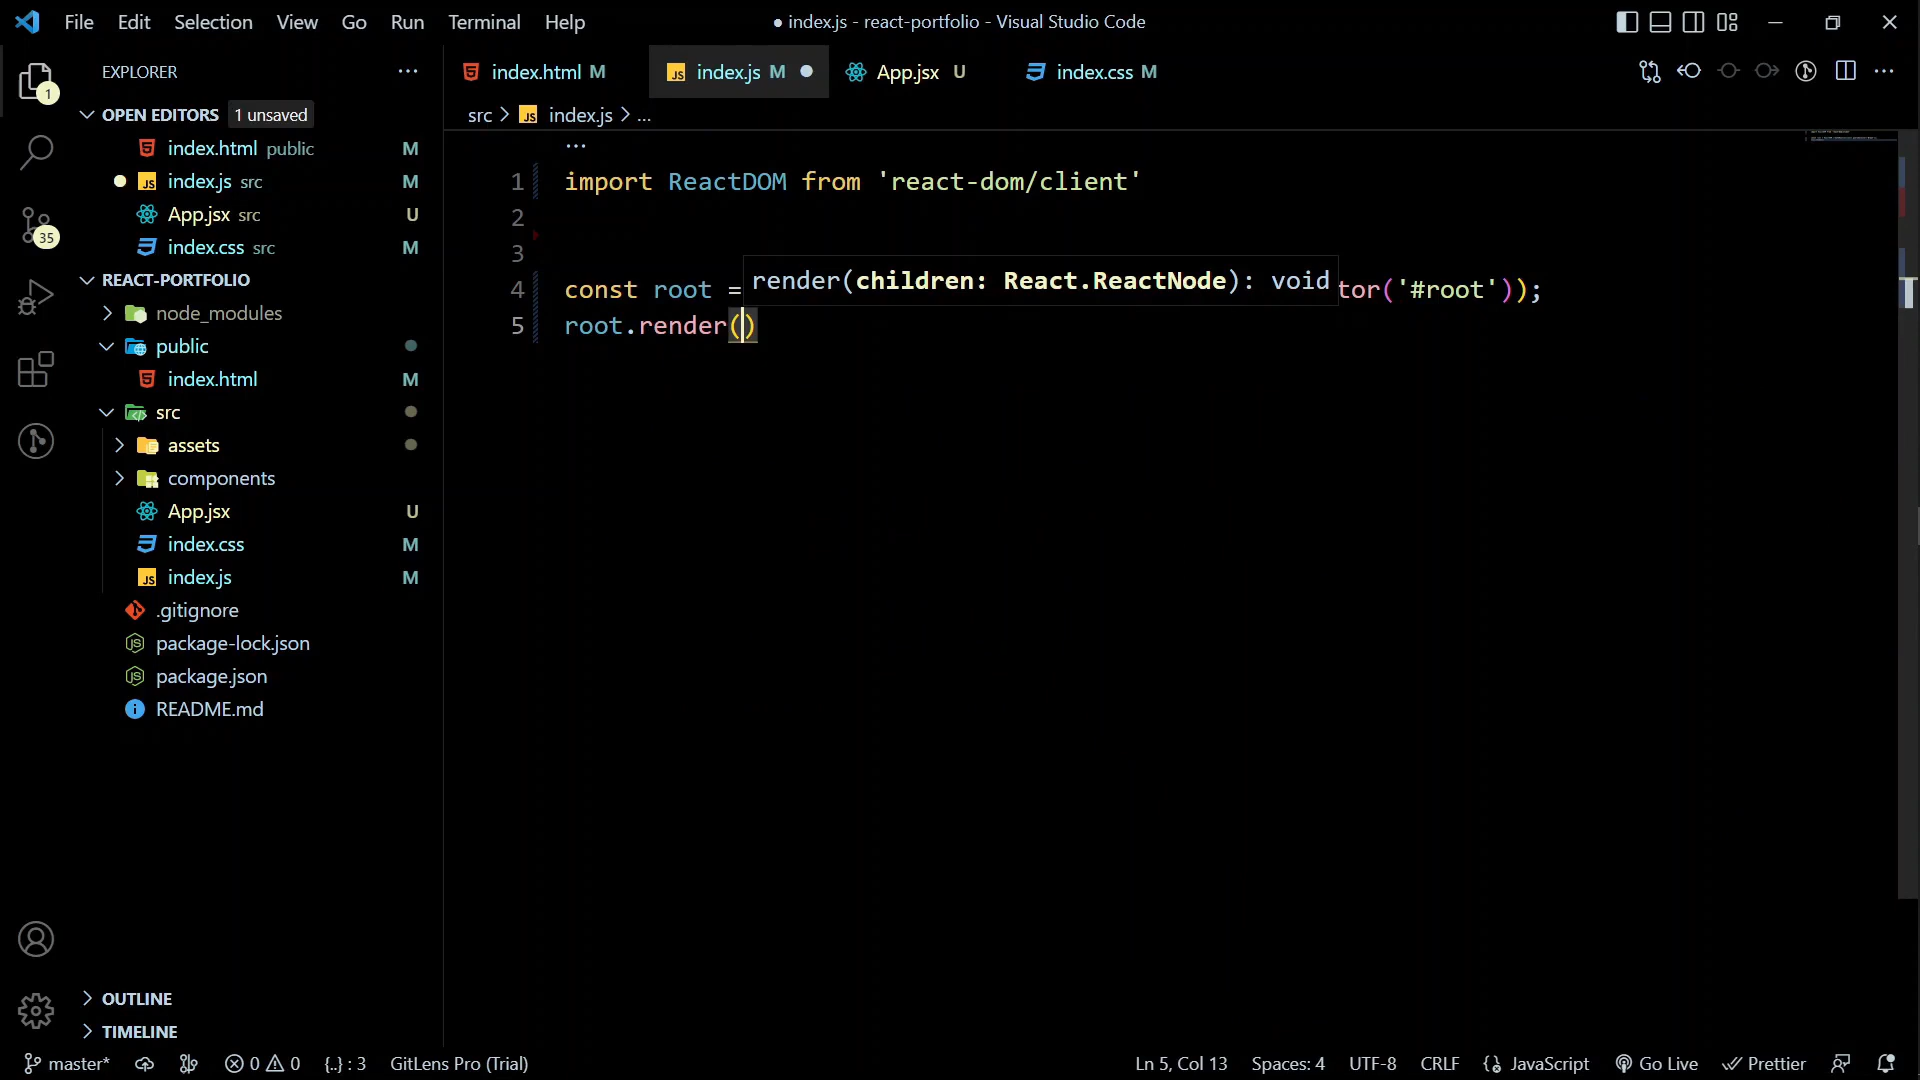 File Edit Selection View Go Run Terminal Help
● index.js - react-portfolio - Visual Studio Code
EXPLORER
OPEN EDITORS 1 unsaved
index.html public M
index.js src M
App.jsx src U
index.css src M
REACT-PORTFOLIO
node_modules
public
index.html M
src
assets
components
App.jsx U
index.css M
index.js M
.gitignore
package-lock.json
package.json
README.md
OUTLINE
TIMELINE
1
35
index.html M
index.js M
App.jsx U
index.css M
src > index.js > ...
1 import ReactDOM from 'react-dom/client'
2
3
render(children: React.ReactNode): void
4 const root = tor('#root'));
5 root.render()
master* 0 0 {..} : 3 GitLens Pro (Trial) Ln 5, Col 13 Spaces: 4 UTF-8 CRLF JavaScript Go Live Prettier